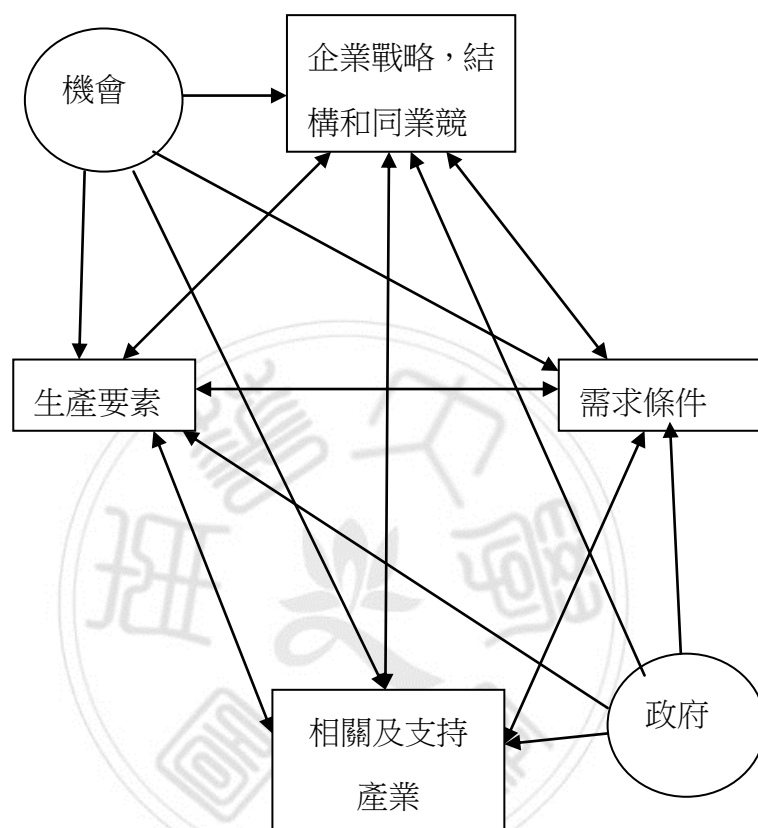 機會
企業戰略，結
構和同業競
生產要素
需求條件
相關及支持
產業
政府